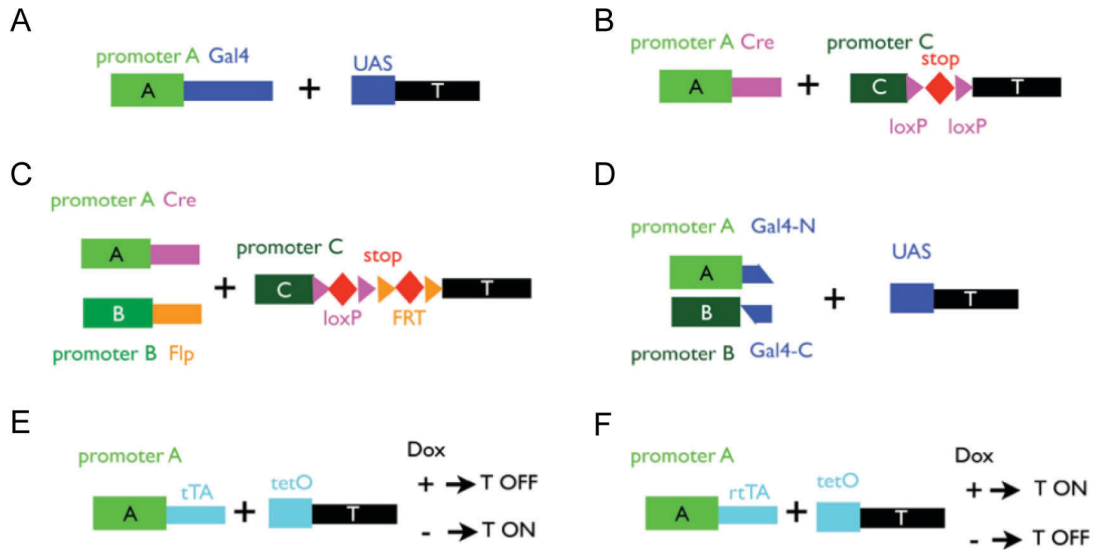 A
promoter A Gal4
UAS
A
T
+
B
promoter A Cre
promoter C
stop
A
+
C
T
loxP loxP
C
promoter A Cre
A
promoter C
stop
+
C
T
B
loxP FRT
promoter B Flp
D
promoter A Gal4-N
UAS
A
+
B
T
promoter B Gal4-C
E
promoter A
Dox
tTA
tetO
+ T OFF
A
+
T
- T ON
F
promoter A
Dox
rtTA
tetO
+ T ON
A
+
T
- T OFF